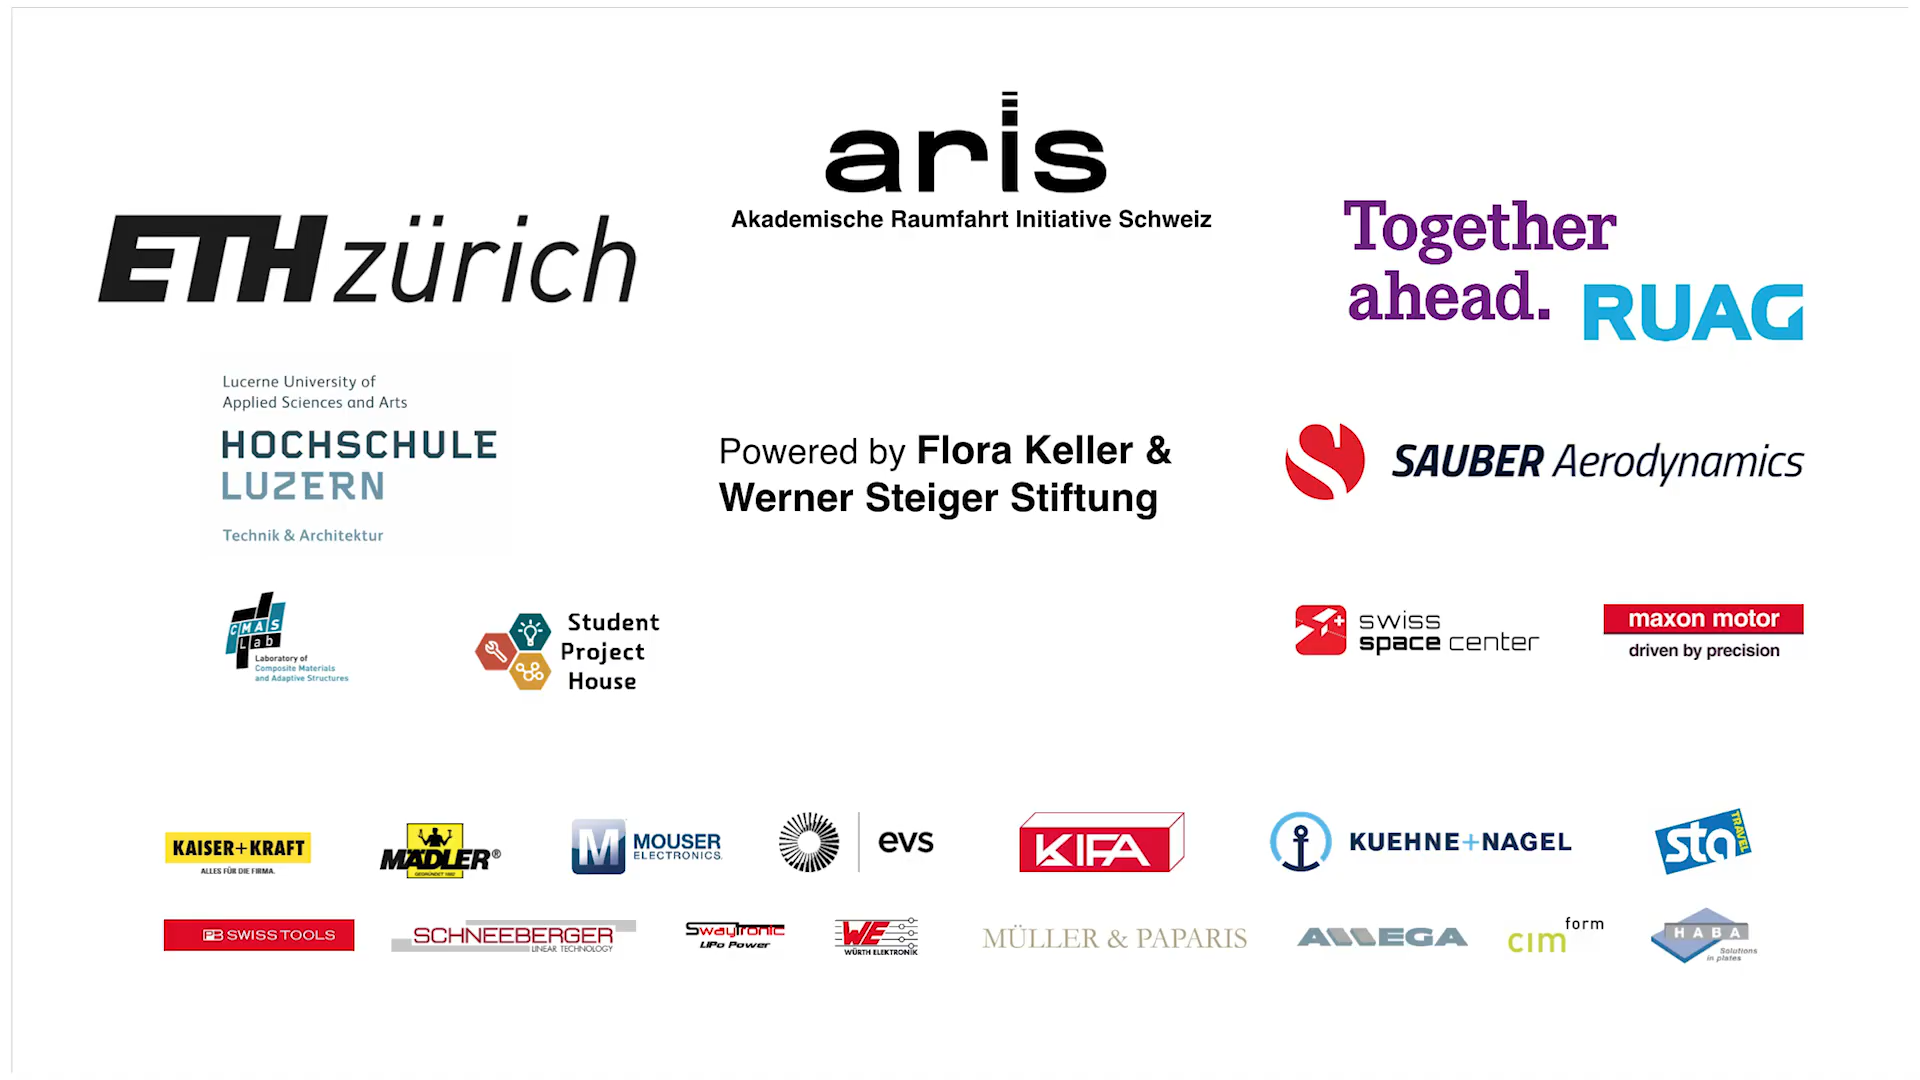 aris
Akademische Raumfahrt Initiative Schweiz
ETH zürich
Together
ahead. RUAG
Lucerne University of
Applied Sciences and Arts
HOCHSCHULE
LUZERN
Technik & Architektur
Powered by Flora Keller &
Werner Steiger Stiftung
SAUBER Aerodynamics
CMAS
Lab
Laboratory of
Composite Materials
and Adaptive Structures
Student
Project
House
swiss
space center
maxon motor
driven by precision
KAISER+KRAFT
ALLES FÜR DIE FIRMA.
MÄDLER®
GEGRÜNDET 1882
M MOUSER
ELECTRONICS.
evs
KIFA
KUEHNE+NAGEL
sta TRAVEL
PB SWISS TOOLS
SCHNEEBERGER
LINEAR TECHNOLOGY
Swaytronic
LiPo Power
WE
WÜRTH ELEKTRONIK
MÜLLER & PAPARIS
AMEGA
cim form
HABA
Solutions
in plates